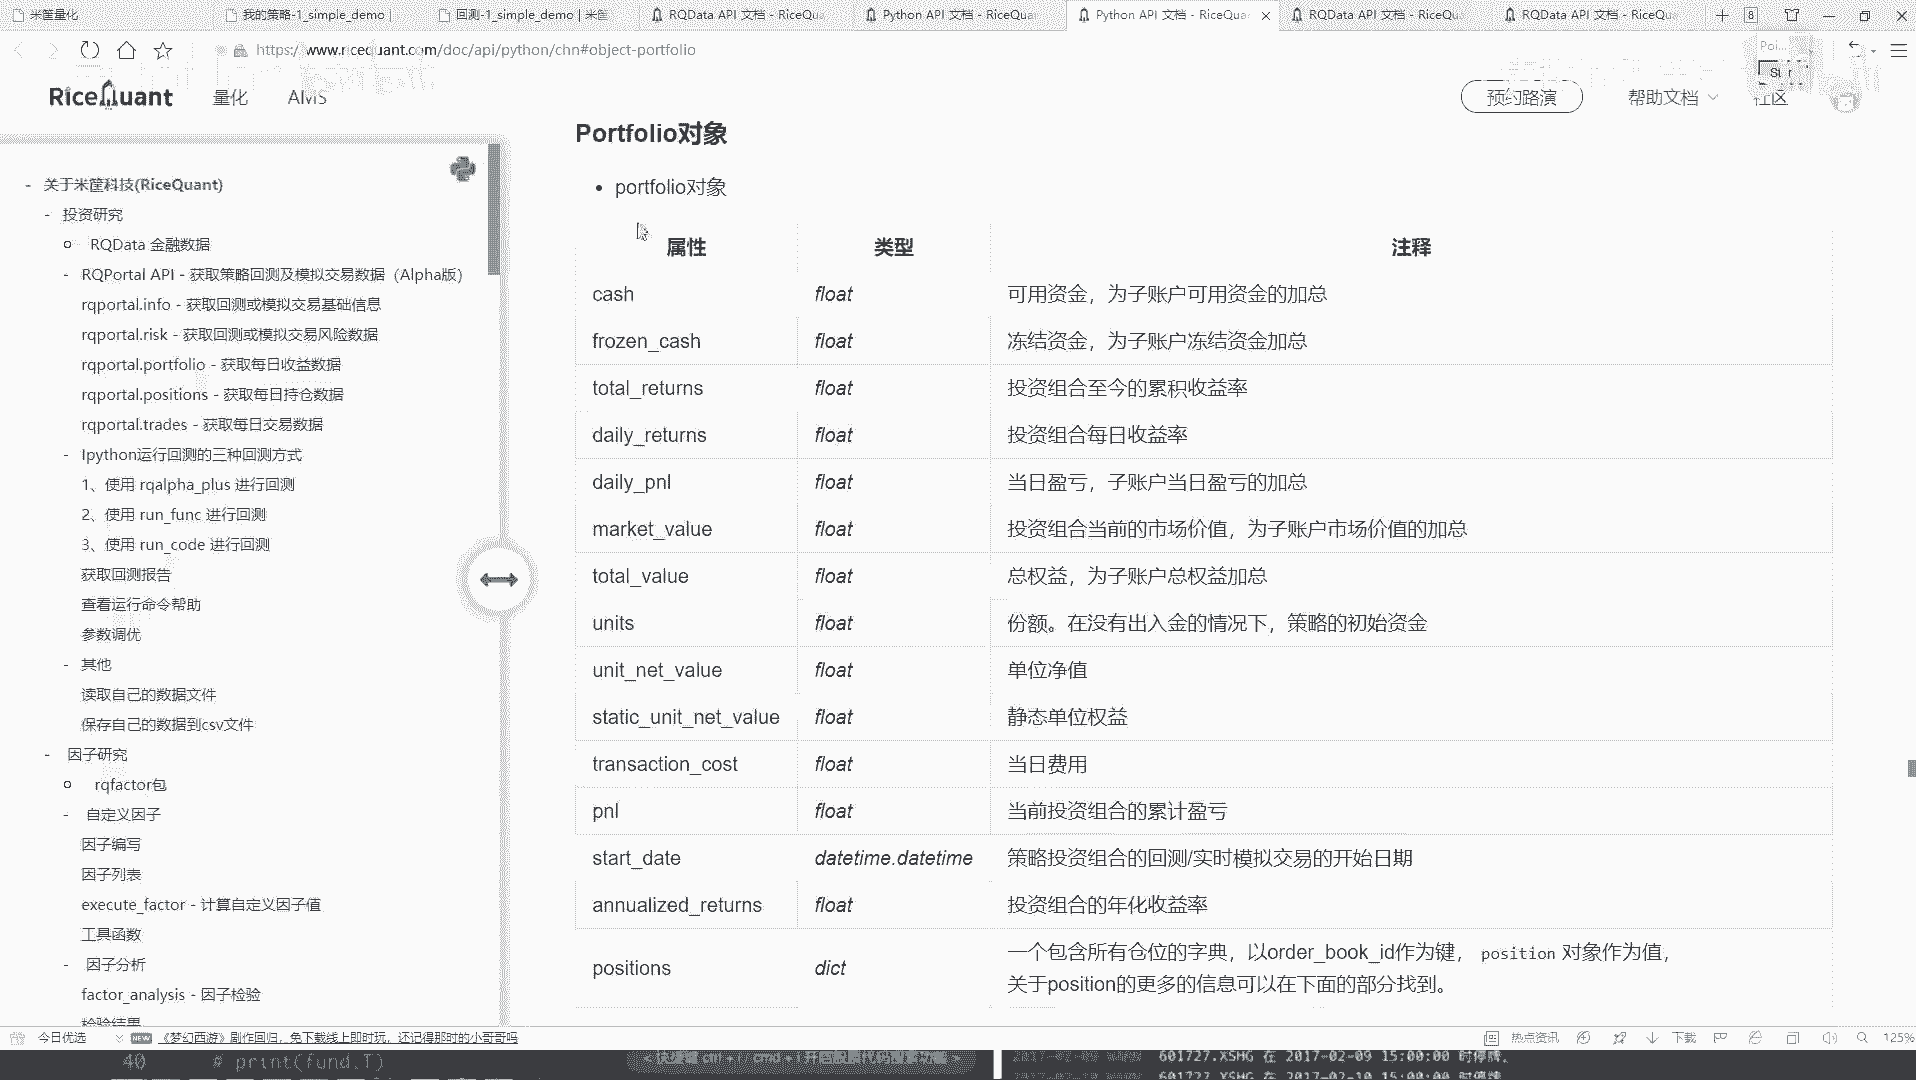 米筐量化
我的策略-1_simple_demo |
回测-1_simple_demo | 米筐
RQData API 文档 - RiceQu
Python API 文档 - RiceQua
Python API 文档 - RiceQua
RQData API 文档 - RiceQu
RQData API 文档 - RiceQu
8
https://www.ricequant.com/doc/api/python/chn#object-portfolio
Poi...
RiceQuant
量化
AMS
预约路演
帮助文档
社区
- 关于米筐科技(RiceQuant)
- 投资研究
RQData 金融数据
- RQPortal API - 获取策略回测及模拟交易数据（Alpha版）
rqportal.info - 获取回测或模拟交易基础信息
rqportal.risk - 获取回测或模拟交易风险数据
rqportal.portfolio - 获取每日收益数据
rqportal.positions - 获取每日持仓数据
rqportal.trades - 获取每日交易数据
- Ipython运行回测的三种回测方式
1、使用 rqalpha_plus 进行回测
2、使用 run_func 进行回测
3、使用 run_code 进行回测
获取回测报告
查看运行命令帮助
参数调优
- 其他
读取自己的数据文件
保存自己的数据到csv文件
- 因子研究
rqfactor包
- 自定义因子
因子编写
因子列表
execute_factor - 计算自定义因子值
工具函数
- 因子分析
factor_analysis - 因子检验
检验结果
Portfolio对象
• portfolio对象
属性 类型 注释
cash float 可用资金，为子账户可用资金的加总
frozen_cash float 冻结资金，为子账户冻结资金加总
total_returns float 投资组合至今的累积收益率
daily_returns float 投资组合每日收益率
daily_pnl float 当日盈亏，子账户当日盈亏的加总
market_value float 投资组合当前的市场价值，为子账户市场价值的加总
total_value float 总权益，为子账户总权益加总
units float 份额。在没有出入金的情况下，策略的初始资金
unit_net_value float 单位净值
static_unit_net_value float 静态单位权益
transaction_cost float 当日费用
pnl float 当前投资组合的累计盈亏
start_date datetime.datetime 策略投资组合的回测/实时模拟交易的开始日期
annualized_returns float 投资组合的年化收益率
positions dict 一个包含所有仓位的字典，以order_book_id作为键， position 对象作为值，
关于position的更多的信息可以在下面的部分找到。
今日优选
NEW
《梦幻西游》剧作回归，免下载线上即时玩，还记得那时的小哥哥吗
热点资讯
下载
125%
40 # print(fund.T)
601727.XSHG 在 2017-02-09 15:00:00 时停牌。
601727.XSHG 在 2017-02-10 15:00:00 时停牌。